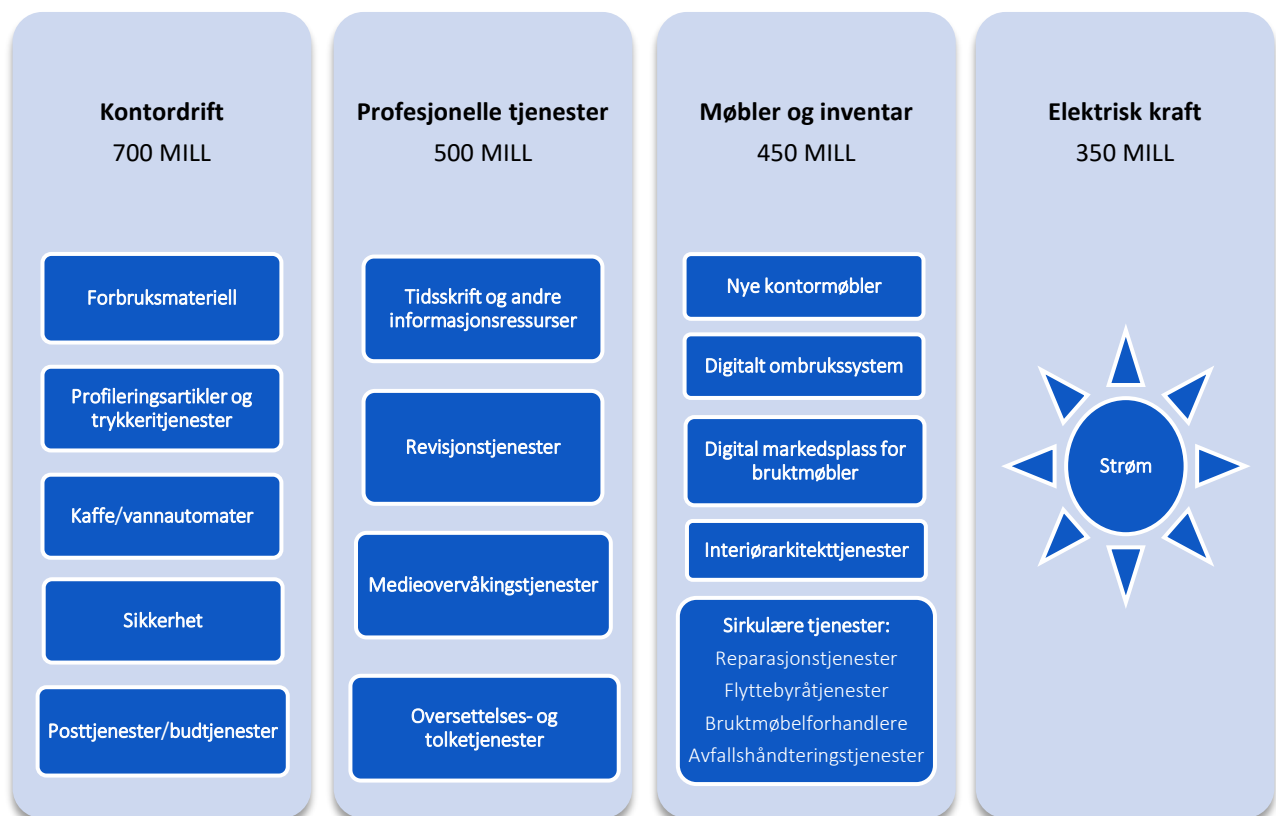 Kontordrift
700 MILL
Forbruksmateriell
Profileringsartikler og
trykkeritjenester
Kaffe/vannautomater
Sikkerhet
Posttjenester/budtjenester
Profesjonelle tjenester
500 MILL
Tidsskrift og andre
informasjonsressurser
Revisjonstjenester
Medieovervåkingstjenester
Oversettelses- og
tolketjenester
Møbler og inventar
450 MILL
Nye kontormøbler
Digitalt ombrukssystem
Digital markedsplass for
bruktmøbler
Interiørarkitekttjenester
Sirkulære tjenester:
Reparasjonstjenester
Flyttebyråtjenester
Bruktmøbelforhandlere
Avfallshåndteringstjenester
Elektrisk kraft
350 MILL
Strøm